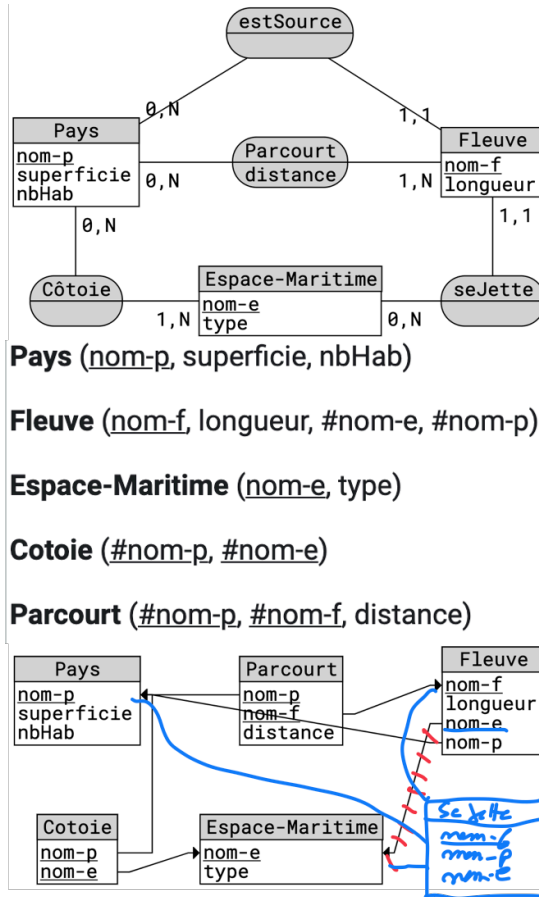 estSource
0,N
1,1
Pays
nom-p
superficie
nbHab
Parcourt
distance
Fleuve
nom-f
longueur
0,N
1,N
0,N
1,1
Côtoie
Espace-Maritime
nom-e
type
seJette
1,N
0,N
Pays (nom-p, superficie, nbHab)
Fleuve (nom-f, longueur, #nom-e, #nom-p)
Espace-Maritime (nom-e, type)
Cotoie (#nom-p, #nom-e)
Parcourt (#nom-p, #nom-f, distance)
Pays
nom-p
superficie
nbHab
Parcourt
nom-p
nom-f
distance
Fleuve
nom-f
longueur
nom-e
nom-p
Cotoie
nom-p
nom-e
Espace-Maritime
nom-e
type
Se Jette
nom-f
nom-p
nom-e